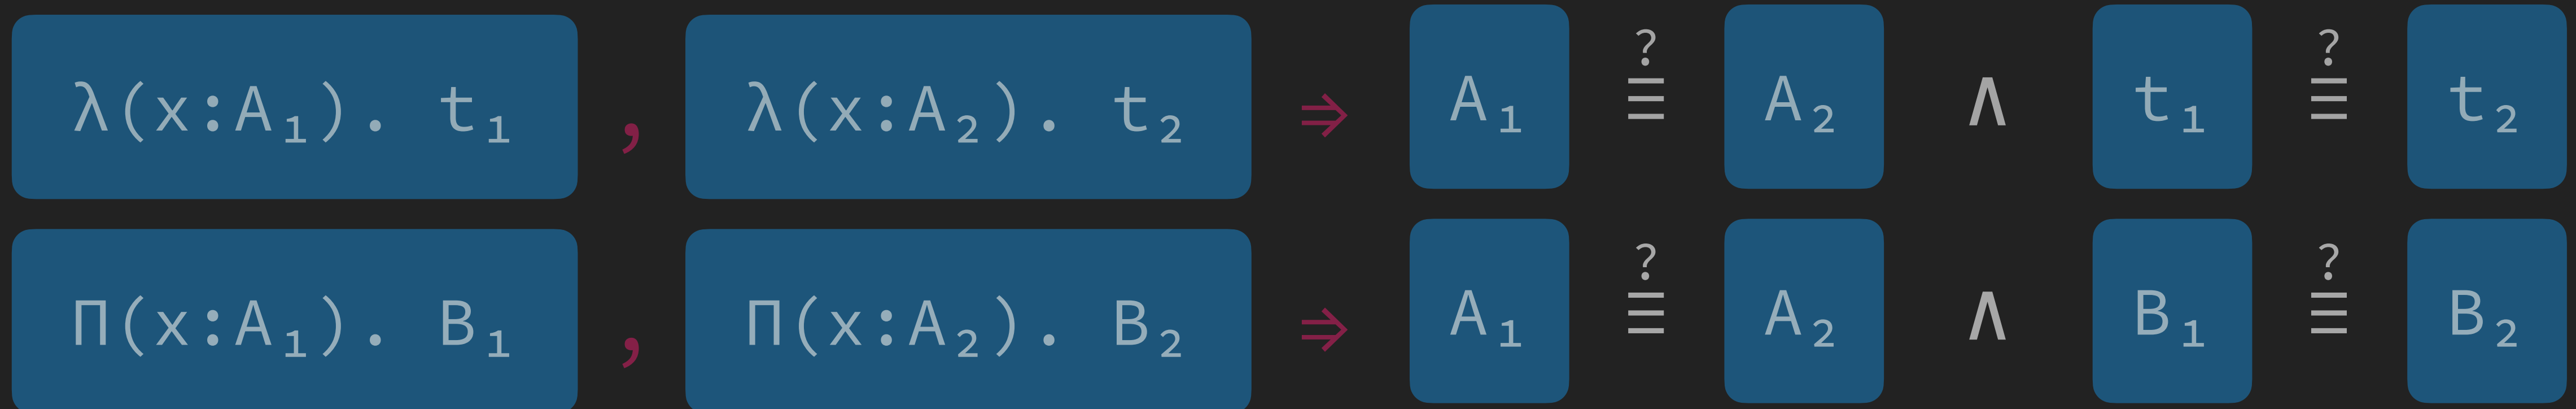 λ(x:A₁). t₁ , λ(x:A₂). t₂ ⇒ A₁ ≟ A₂ ∧ t₁ ≟ t₂
Π(x:A₁). B₁ , Π(x:A₂). B₂ ⇒ A₁ ≟ A₂ ∧ B₁ ≟ B₂